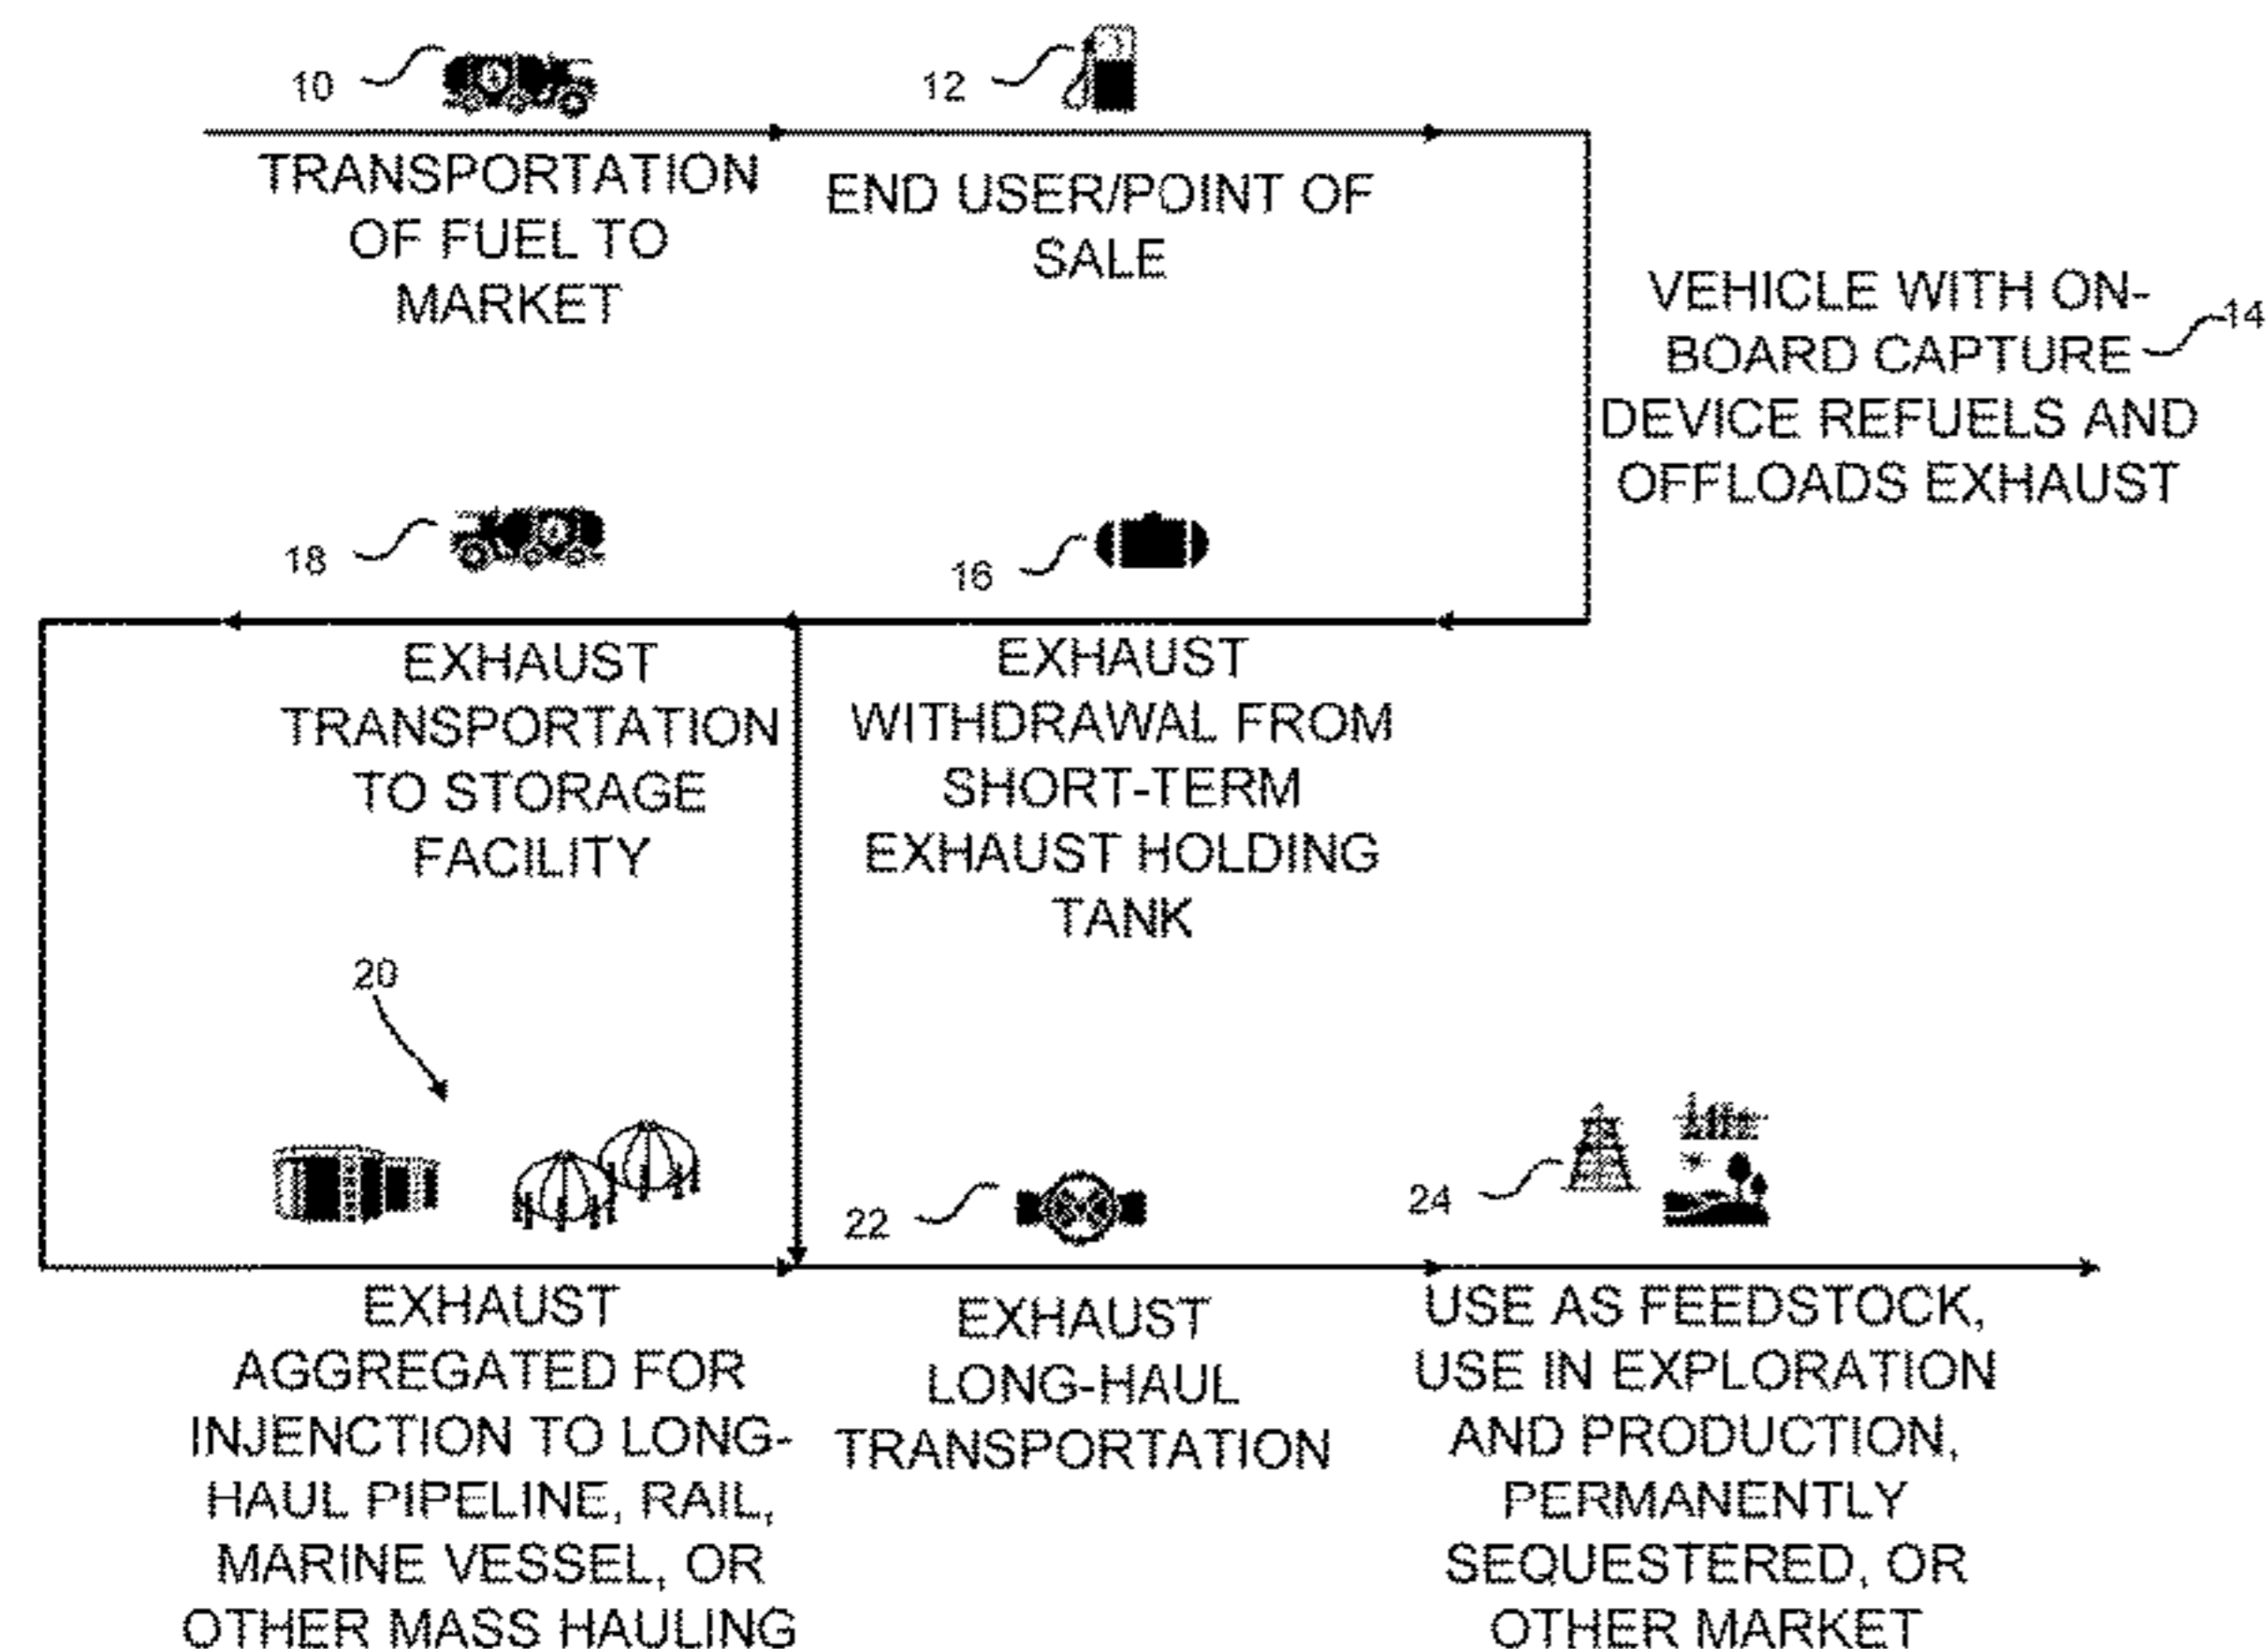 10
TRANSPORTATION
OF FUEL TO
MARKET
12
END USER/POINT OF
SALE
VEHICLE WITH ON-
BOARD CAPTURE
DEVICE REFUELS AND
OFFLOADS EXHAUST
14
18
EXHAUST
TRANSPORTATION
TO STORAGE
FACILITY
16
EXHAUST
WITHDRAWAL FROM
SHORT-TERM
EXHAUST HOLDING
TANK
20
EXHAUST
AGGREGATED FOR
INJENCTION TO LONG-
HAUL PIPELINE, RAIL,
MARINE VESSEL, OR
OTHER MASS HAULING
22
EXHAUST
LONG-HAUL
TRANSPORTATION
24
USE AS FEEDSTOCK,
USE IN EXPLORATION
AND PRODUCTION,
PERMANENTLY
SEQUESTERED, OR
OTHER MARKET